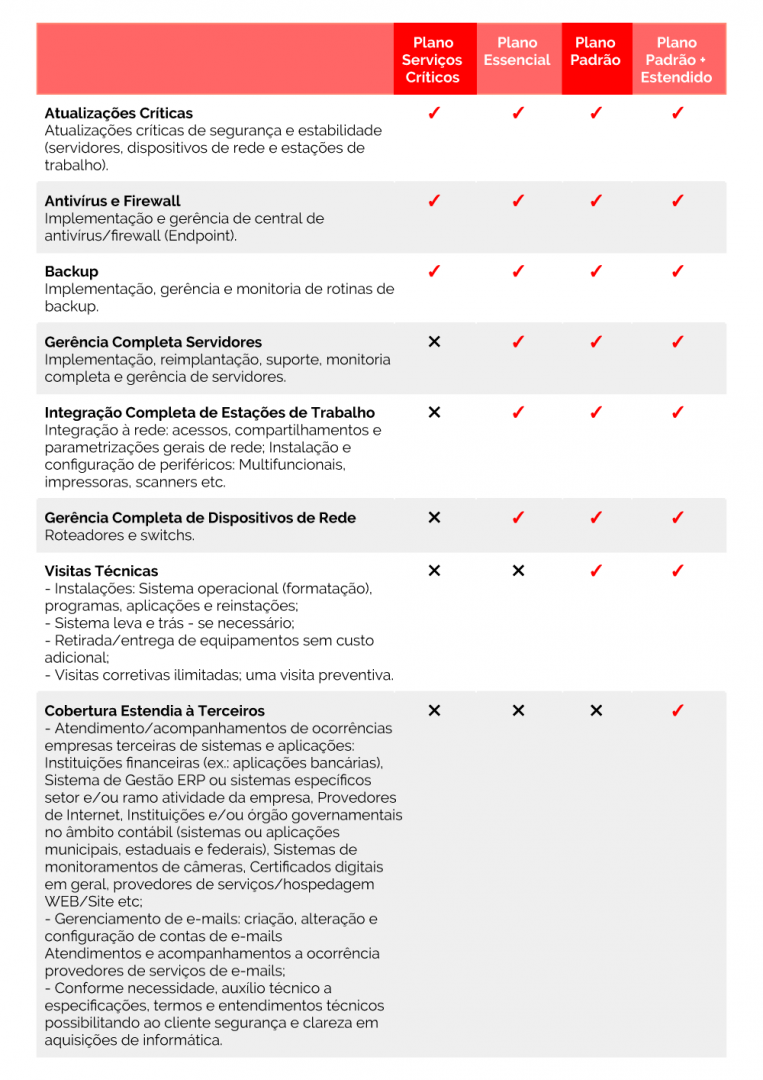 Plano Serviços Críticos
Plano Essencial
Plano Padrão
Plano Padrão + Estendido
Atualizações Críticas ✓ ✓ ✓ ✓
Atualizações críticas de segurança e estabilidade
(servidores, dispositivos de rede e estações de
trabalho).
Antivírus e Firewall ✓ ✓ ✓ ✓
Implementação e gerência de central de
antivírus/firewall (Endpoint).
Backup ✓ ✓ ✓ ✓
Implementação, gerência e monitoria de rotinas de
backup.
Gerência Completa Servidores ✕ ✓ ✓ ✓
Implementação, reimplantação, suporte, monitoria
completa e gerência de servidores.
Integração Completa de Estações de Trabalho ✕ ✓ ✓ ✓
Integração à rede: acessos, compartilhamentos e
parametrizações gerais de rede; Instalação e
configuração de periféricos: Multifuncionais,
impressoras, scanners etc.
Gerência Completa de Dispositivos de Rede ✕ ✓ ✓ ✓
Roteadores e switchs.
Visitas Técnicas ✕ ✕ ✓ ✓
- Instalações: Sistema operacional (formatação),
programas, aplicações e reinstações;
- Sistema leva e trás - se necessário;
- Retirada/entrega de equipamentos sem custo
adicional;
- Visitas corretivas ilimitadas; uma visita preventiva.
Cobertura Estendia à Terceiros ✕ ✕ ✕ ✓
- Atendimento/acompanhamentos de ocorrências
empresas terceiras de sistemas e aplicações:
Instituições financeiras (ex.: aplicações bancárias),
Sistema de Gestão ERP ou sistemas específicos
setor e/ou ramo atividade da empresa, Provedores
de Internet, Instituições e/ou órgão governamentais
no âmbito contábil (sistemas ou aplicações
municipais, estaduais e federais), Sistemas de
monitoramentos de câmeras, Certificados digitais
em geral, provedores de serviços/hospedagem
WEB/Site etc;
- Gerenciamento de e-mails: criação, alteração e
configuração de contas de e-mails
Atendimentos e acompanhamentos a ocorrência
provedores de serviços de e-mails;
- Conforme necessidade, auxílio técnico a
especificações, termos e entendimentos técnicos
possibilitando ao cliente segurança e clareza em
aquisições de informática.